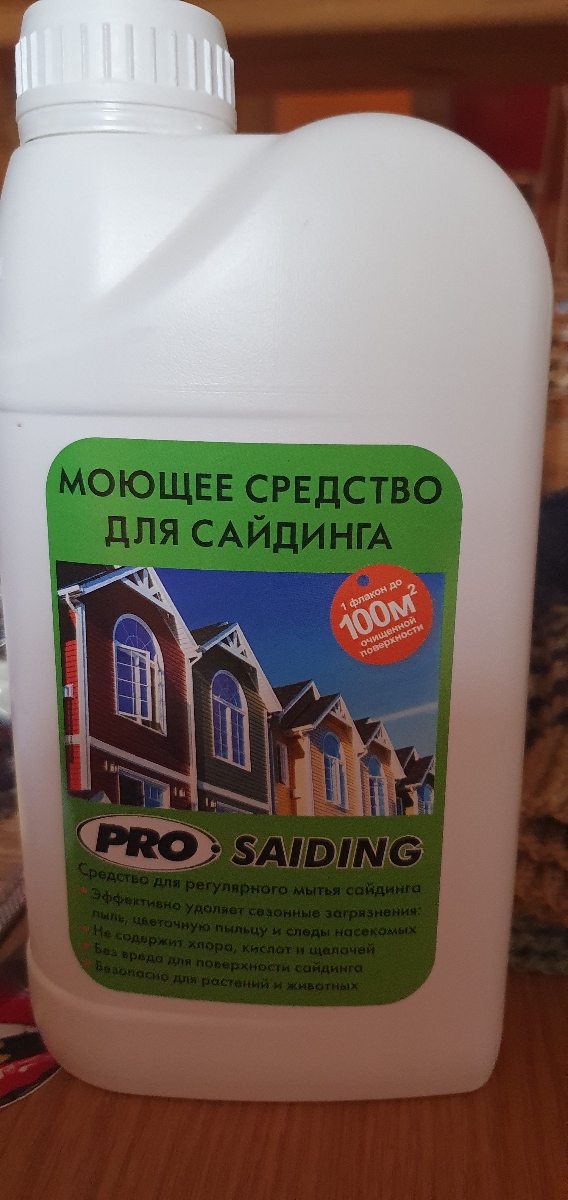 МОЮЩЕЕ СРЕДСТВО
ДЛЯ САЙДИНГА
1 флакон до
100м²
очищенной
поверхности
PRO SAIDING
Средство для регулярного мытья сайдинга
• Эффективно удаляет сезонные загрязнения:
пыль, цветочную пыльцу и следы насекомых
• Не содержит хлора, кислот и щелочей
• Без вреда для поверхности сайдинга
• Безопасно для растений и животных